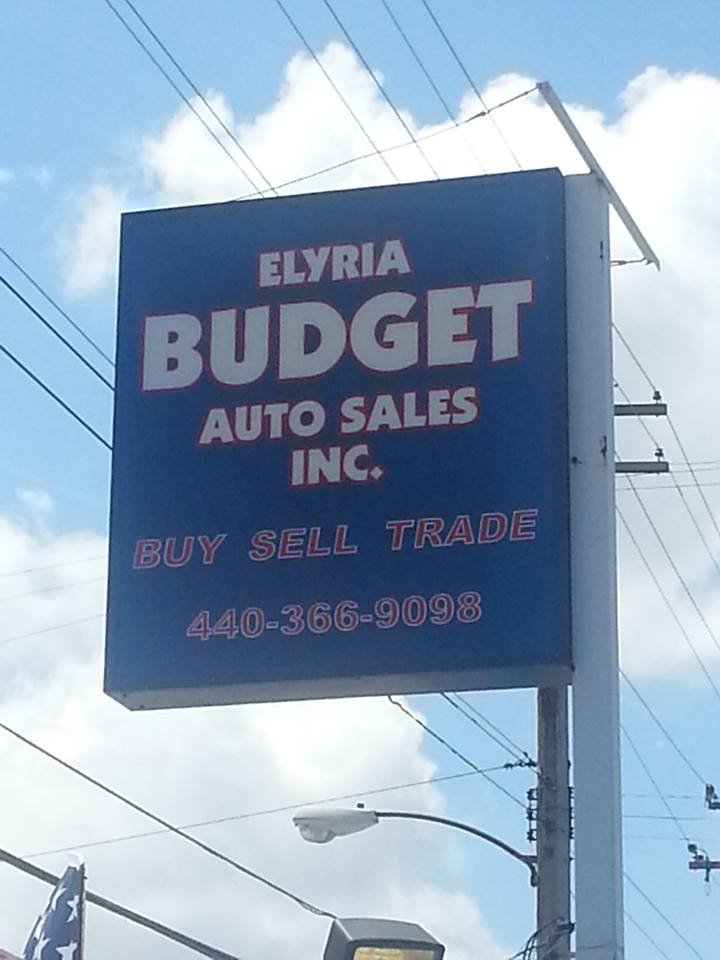 ELYRIA
BUDGET
AUTO SALES
INC.
BUY SELL TRADE
440-366-9098